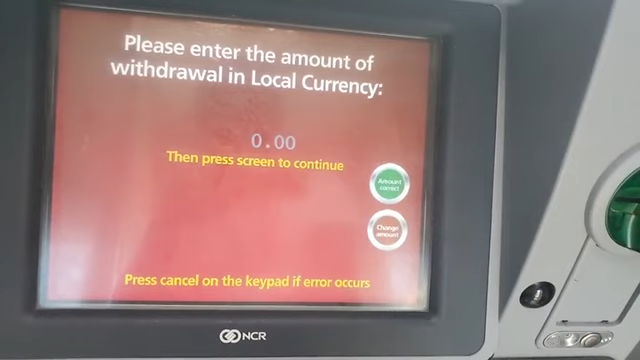 Please enter the amount of
withdrawal in Local Currency:
0.00
Then press screen to continue
Amount
correct
Change
amount
Press cancel on the keypad if error occurs
NCR